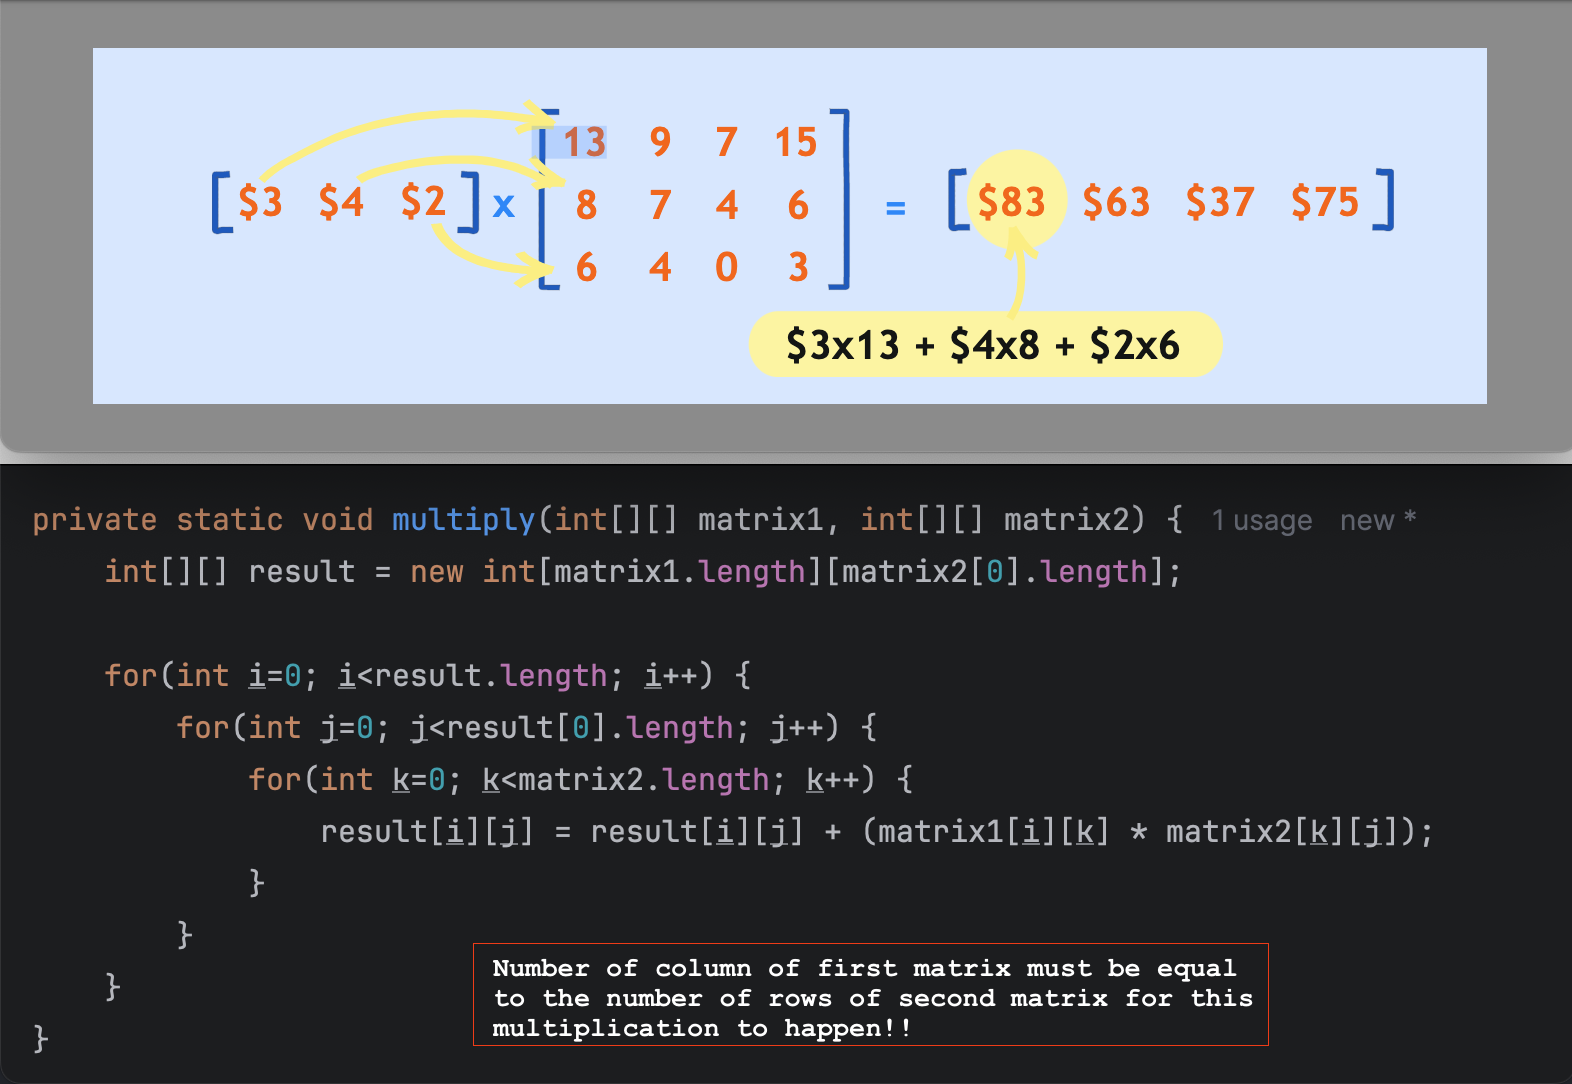 [$3 $4 $2] x [13 9 7 15
8 7 4 6
6 4 0 3] = [$83 $63 $37 $75]
$3x13 + $4x8 + $2x6
private static void multiply(int[][] matrix1, int[][] matrix2) { 1 usage new *
    int[][] result = new int[matrix1.length][matrix2[0].length];
    for(int i=0; i<result.length; i++) {
        for(int j=0; j<result[0].length; j++) {
            for(int k=0; k<matrix2.length; k++) {
                result[i][j] = result[i][j] + (matrix1[i][k] * matrix2[k][j]);
            }
        }
    }
}
Number of column of first matrix must be equal
to the number of rows of second matrix for this
multiplication to happen!!